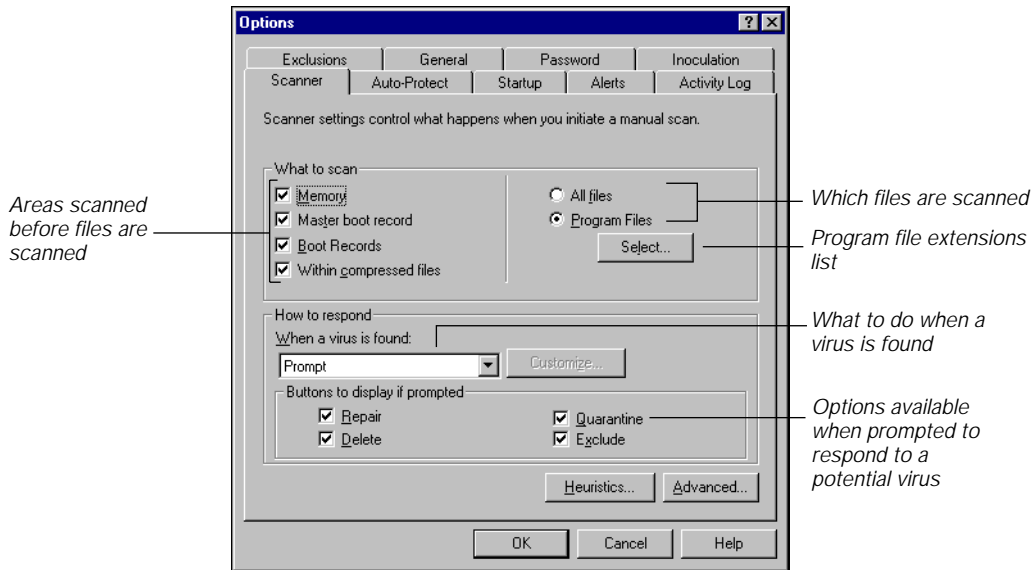 Options
Exclusions General Password Inoculation
Scanner Auto-Protect Startup Alerts Activity Log
Scanner settings control what happens when you initiate a manual scan.
What to scan
Memory
Master boot record
Boot Records
Within compressed files
All files
Program Files
Select...
How to respond
When a virus is found:
Prompt
Customize...
Buttons to display if prompted
Repair
Delete
Quarantine
Exclude
Heuristics... Advanced...
OK Cancel Help
Areas scanned
before files are
scanned
Which files are scanned
Program file extensions
list
What to do when a
virus is found
Options available
when prompted to
respond to a
potential virus